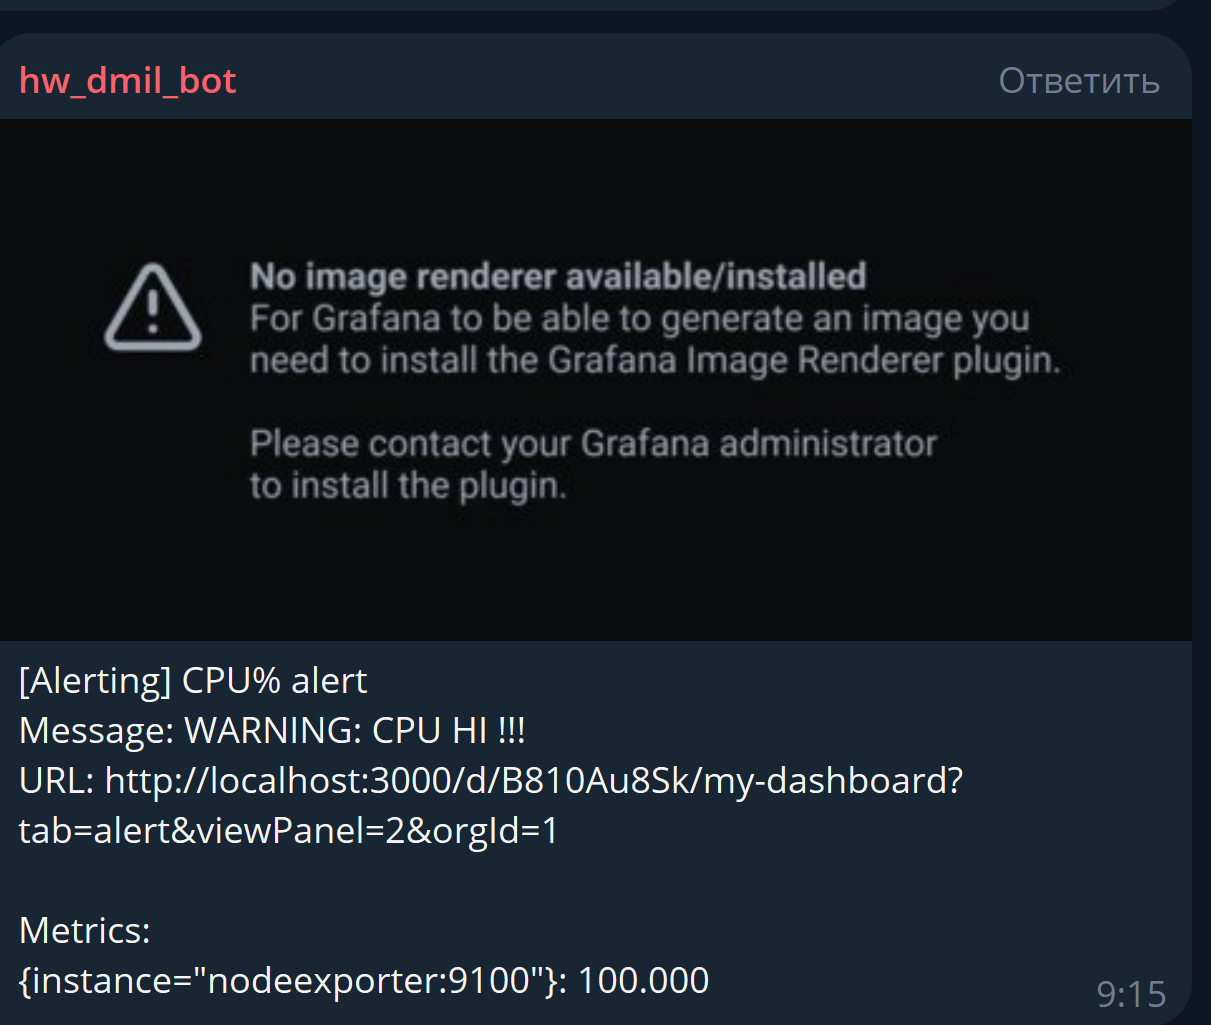 hw_dmil_bot Ответить
No image renderer available/installed
For Grafana to be able to generate an image you
need to install the Grafana Image Renderer plugin.
Please contact your Grafana administrator
to install the plugin.
[Alerting] CPU% alert
Message: WARNING: CPU HI !!!
URL: http://localhost:3000/d/B810Au8Sk/my-dashboard?
tab=alert&viewPanel=2&orgId=1
Metrics:
{instance="nodeexporter:9100"}: 100.000
9:15